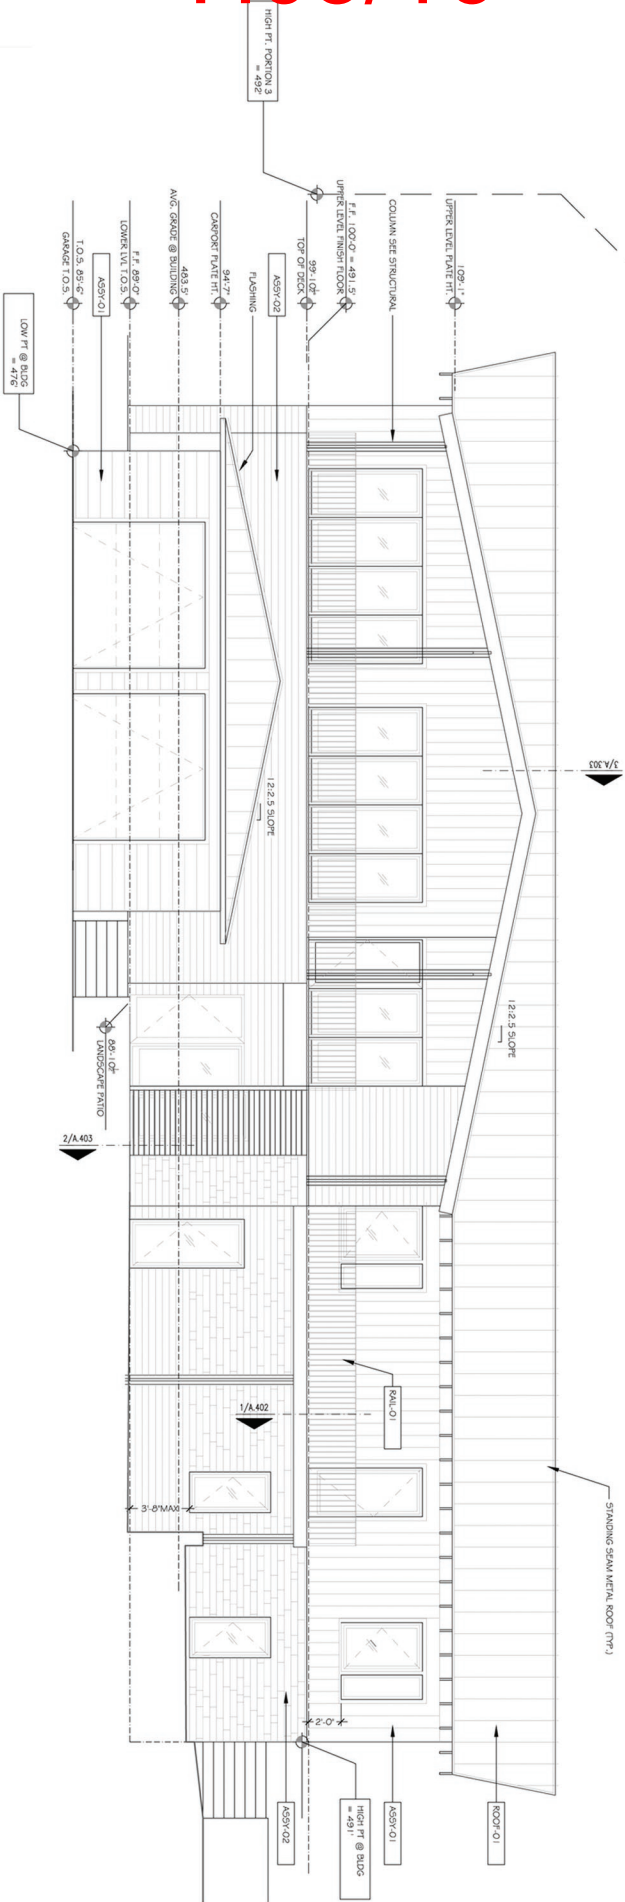 HIGH PT. PORTION 3
= 492'
109'-1"
UPPER LEVEL PLATE HT.
COLUMN SEE STRUCTURAL
F.F. 100'-0" = 491.5'
UPPER LEVEL FINISH FLOOR
99'-10"
TOP OF DECK
ASSY-02
FLASHING
94'-7"
CARPORT PLATE HT.
483.5'
AVG. GRADE @ BUILDING
F.F. 89'-0"
LOWER LVL T.O.S.
ASSY-01
T.O.S. 85'-6"
GARAGE T.O.S.
LOW PT @ BLDG
= 476'
3/A.303
12:2.5 SLOPE
12:2.5 SLOPE
88'-10"
LANDSCAPE PATIO
2/A.403
RAIL-01
1/A.402
3'-8"MAX
STANDING SEAM METAL ROOF (TYP.)
2'-0"
HIGH PT @ BLDG
= 491'
ROOF-01
ASSY-01
ASSY-02